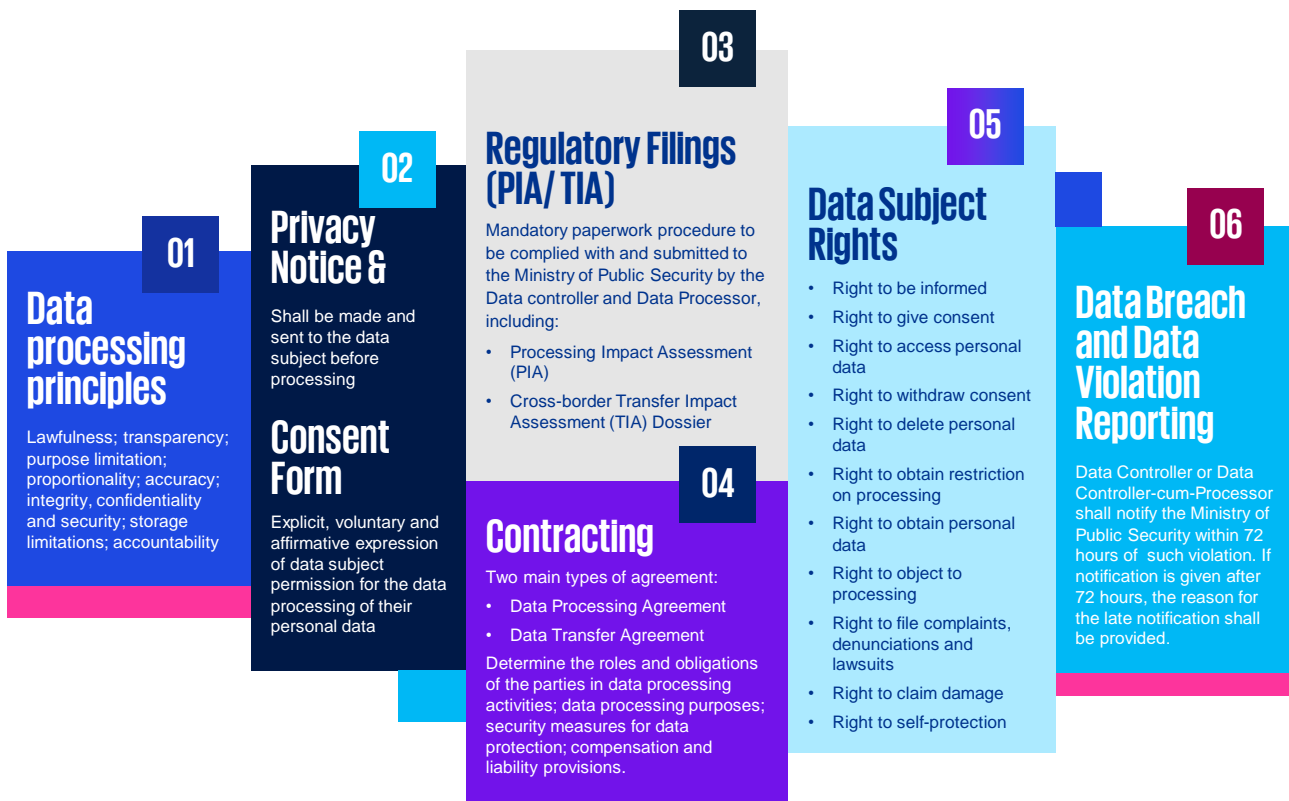 01
Data
processing
principles
Lawfulness; transparency;
purpose limitation;
proportionality; accuracy;
integrity, confidentiality
and security; storage
limitations; accountability
02
Privacy
Notice &
Shall be made and
sent to the data
subject before
processing
Consent
Form
Explicit, voluntary and
affirmative expression
of data subject
permission for the data
processing of their
personal data
03
Regulatory Filings
(PIA/ TIA)
Mandatory paperwork procedure to
be complied with and submitted to
the Ministry of Public Security by the
Data controller and Data Processor,
including:
• Processing Impact Assessment
(PIA)
• Cross-border Transfer Impact
Assessment (TIA) Dossier
04
Contracting
Two main types of agreement:
• Data Processing Agreement
• Data Transfer Agreement
Determine the roles and obligations
of the parties in data processing
activities; data processing purposes;
security measures for data
protection; compensation and
liability provisions.
05
Data Subject
Rights
• Right to be informed
• Right to give consent
• Right to access personal
data
• Right to withdraw consent
• Right to delete personal
data
• Right to obtain restriction
on processing
• Right to obtain personal
data
• Right to object to
processing
• Right to file complaints,
denunciations and
lawsuits
• Right to claim damage
• Right to self-protection
06
Data Breach
and Data
Violation
Reporting
Data Controller or Data
Controller-cum-Processor
shall notify the Ministry of
Public Security within 72
hours of such violation. If
notification is given after
72 hours, the reason for
the late notification shall
be provided.